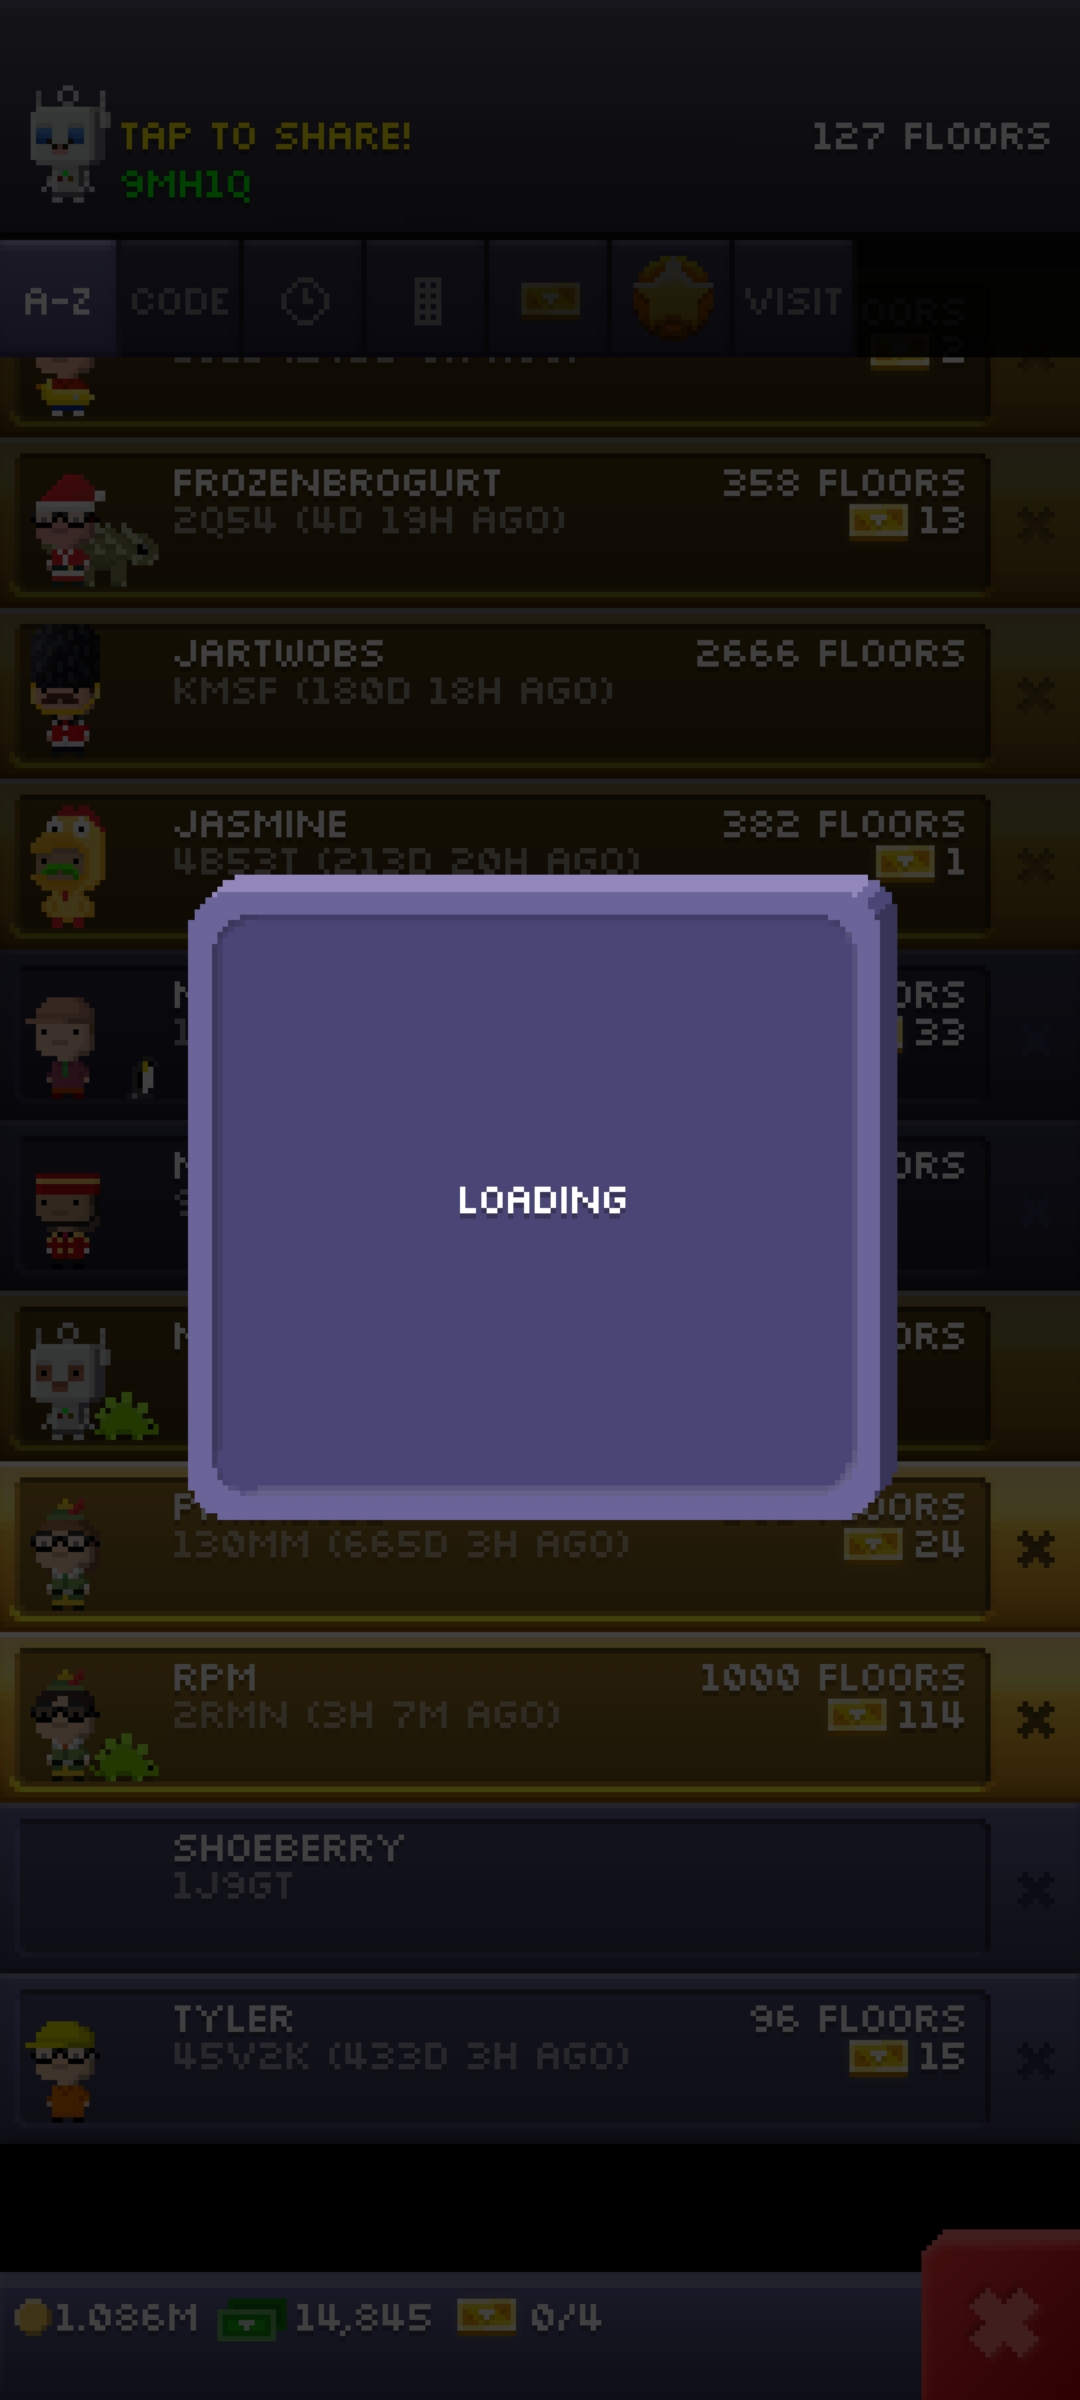 TAP TO SHARE!
127 FLOORS
9MH1Q
A-Z CODE VISIT
2
FROZENBROGURT 358 FLOORS
2Q54 (4D 19H AGO) 13
JARTWOBS 2666 FLOORS
KMSF (180D 18H AGO)
JASMINE 382 FLOORS
4B53T (213D 20H AGO) 1
33
LOADING
130MM (665D 3H AGO) 24
RPM 1000 FLOORS
2RMN (3H 7M AGO) 114
SHOEBERRY
1J9GT
TYLER 96 FLOORS
45V2K (433D 3H AGO) 15
1.086M 14,845 0/4